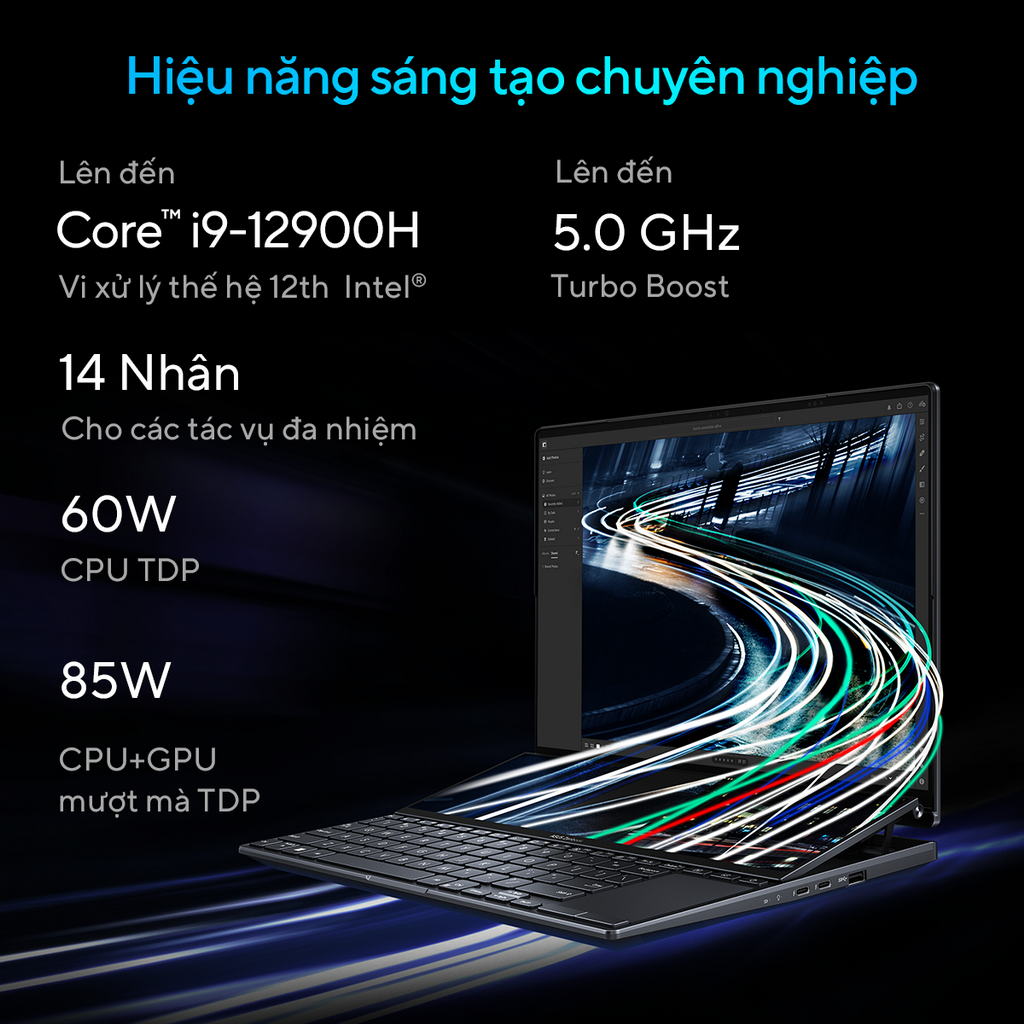 Hiệu năng sáng tạo chuyên nghiệp
Lên đến
Core™ i9-12900H
Vi xử lý thế hệ 12th Intel®
Lên đến
5.0 GHz
Turbo Boost
14 Nhân
Cho các tác vụ đa nhiệm
60W
CPU TDP
85W
CPU+GPU
mượt mà TDP